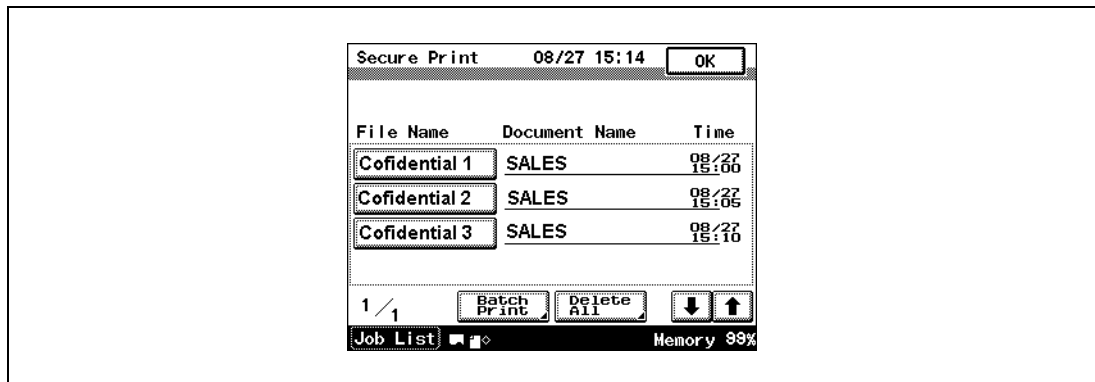 Secure Print 08/27 15:14 OK
File Name Document Name Time
Cofidential 1 SALES 08/27 15:00
Cofidential 2 SALES 08/27 15:05
Cofidential 3 SALES 08/27 15:10
1/1 Batch Print Delete All
Job List Memory 99%